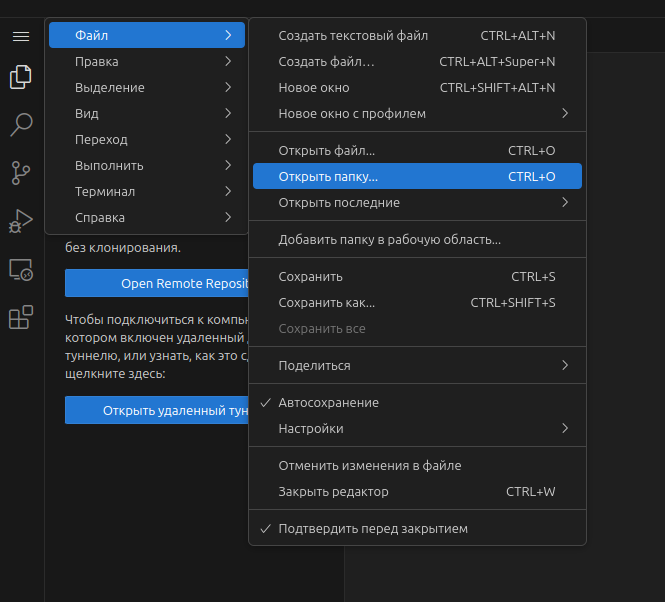 Файл
Правка
Выделение
Вид
Переход
Выполнить
Терминал
Справка
без клонирования.
Open Remote Reposit
Чтобы подключиться к компь
котором включен удаленный
туннелю, или узнать, как это с
щелкните здесь:
Открыть удаленный тун
Создать текстовый файл CTRL+ALT+N
Создать файл... CTRL+ALT+Super+N
Новое окно CTRL+SHIFT+ALT+N
Новое окно с профилем
Открыть файл... CTRL+O
Открыть папку... CTRL+O
Открыть последние
Добавить папку в рабочую область...
Сохранить CTRL+S
Сохранить как... CTRL+SHIFT+S
Сохранить все
Поделиться
Автосохранение
Настройки
Отменить изменения в файле
Закрыть редактор CTRL+W
Подтвердить перед закрытием